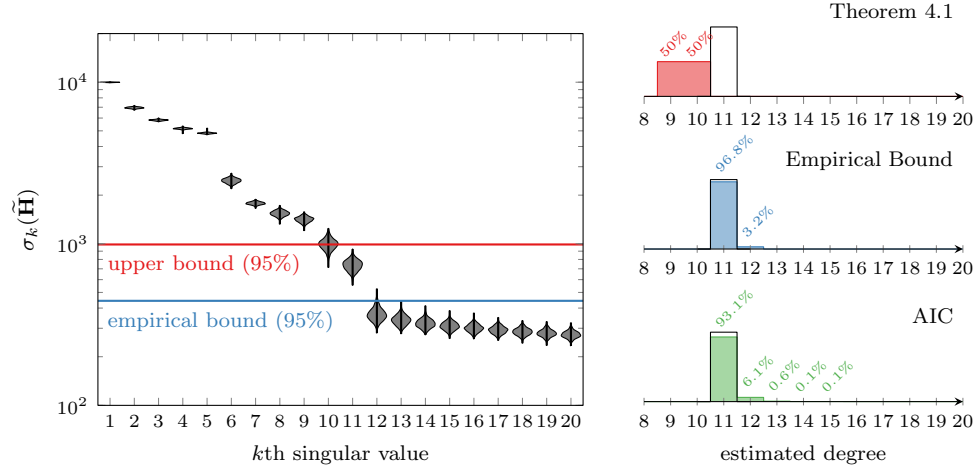 10^4
10^3
10^2
σ_k(H̃)
upper bound (95%)
empirical bound (95%)
1 2 3 4 5 6 7 8 9 10 11 12 13 14 15 16 17 18 19 20
kth singular value
Theorem 4.1
50% 50%
8 9 10 11 12 13 14 15 16 17 18 19 20
Empirical Bound
96.8%
3.2%
8 9 10 11 12 13 14 15 16 17 18 19 20
AIC
93.1%
6.1% 0.6% 0.1% 0.1%
8 9 10 11 12 13 14 15 16 17 18 19 20
estimated degree